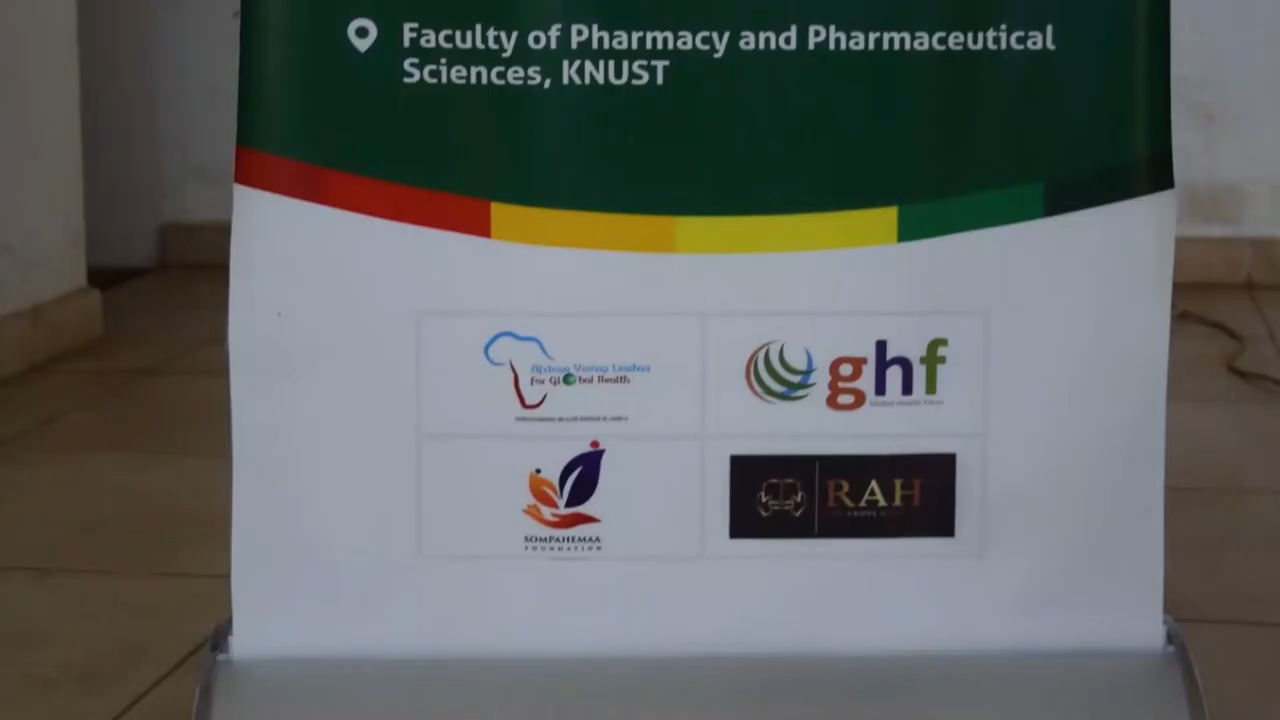 Faculty of Pharmacy and Pharmaceutical
Sciences, KNUST
African Young Leaders
for Global Health
ghf
SOMPAHEMAA
FOUNDATION
RAH